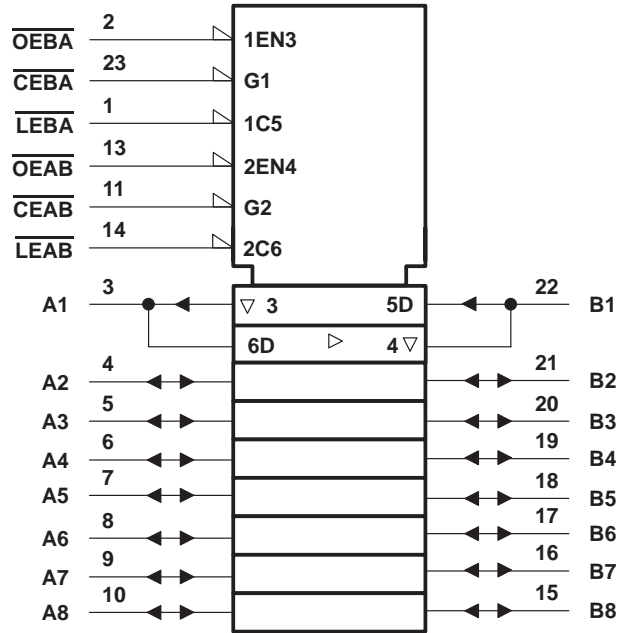 OEBA 2 1EN3
CEBA 23 G1
LEBA 1 1C5
OEAB 13 2EN4
CEAB 11 G2
LEAB 14 2C6
A1 3 ▽ 3 5D 22 B1
6D ▷ 4 ▽
A2 4 21 B2
A3 5 20 B3
A4 6 19 B4
A5 7 18 B5
A6 8 17 B6
A7 9 16 B7
A8 10 15 B8